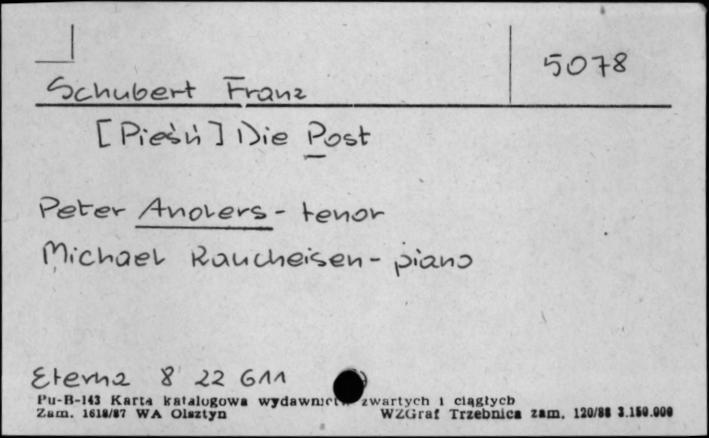 5078
Schubert Franz
[Pieśń] Die Post
Peter Anders - tenor
Michael Raucheisen - piano
Eterna 8 22 611
Pu-B-143 Karta katalogowa wydawnictw zwartych i ciągłych
Zam. 1618/87 WA Olsztyn WZGraf Trzebnica zam. 120/88 3.150.000